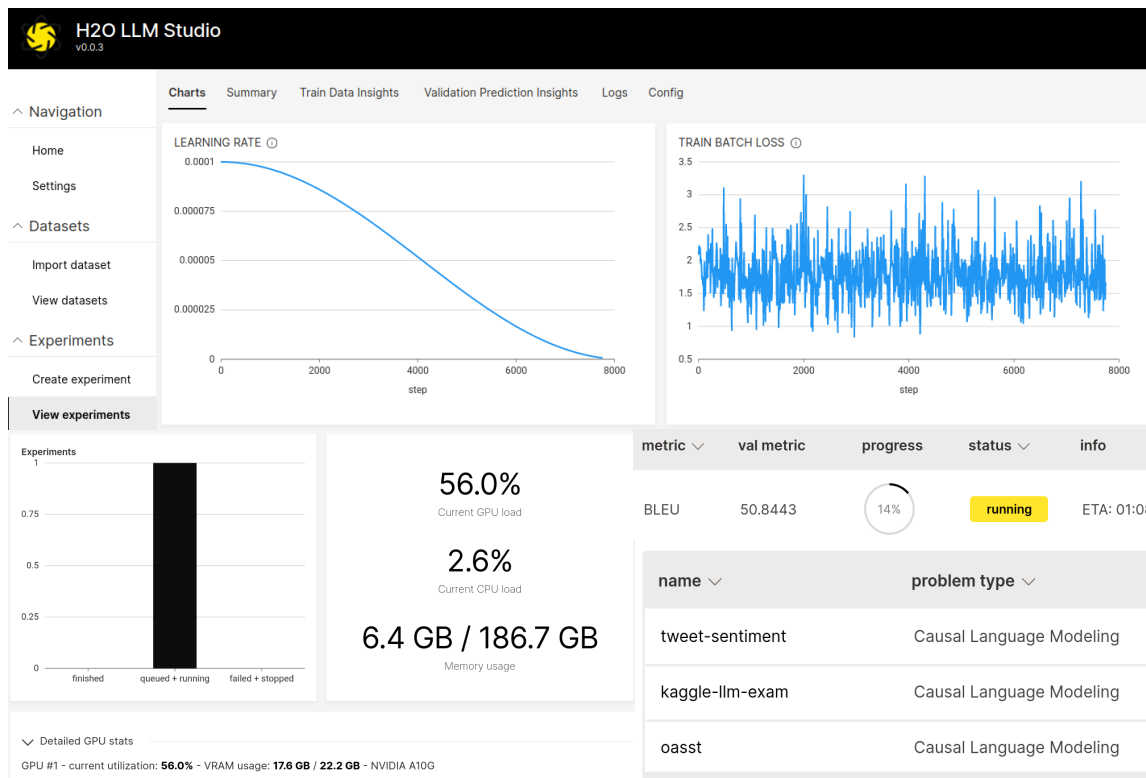 H2O LLM Studio
v0.0.3
Navigation
Home
Settings
Datasets
Import dataset
View datasets
Experiments
Create experiment
View experiments
Charts Summary Train Data Insights Validation Prediction Insights Logs Config
LEARNING RATE
0.0001
0.000075
0.00005
0.000025
0
0 2000 4000 6000 8000
step
TRAIN BATCH LOSS
3.5
3
2.5
2
1.5
1
0.5
0 2000 4000 6000 8000
step
Experiments
1
0.75
0.5
0.25
0
finished queued + running failed + stopped
56.0%
Current GPU load
2.6%
Current CPU load
6.4 GB / 186.7 GB
Memory usage
metric val metric progress status info
BLEU 50.8443 14% running ETA: 01:08
name problem type
tweet-sentiment Causal Language Modeling
kaggle-llm-exam Causal Language Modeling
oasst Causal Language Modeling
Detailed GPU stats
GPU #1 - current utilization: 56.0% - VRAM usage: 17.6 GB / 22.2 GB - NVIDIA A10G